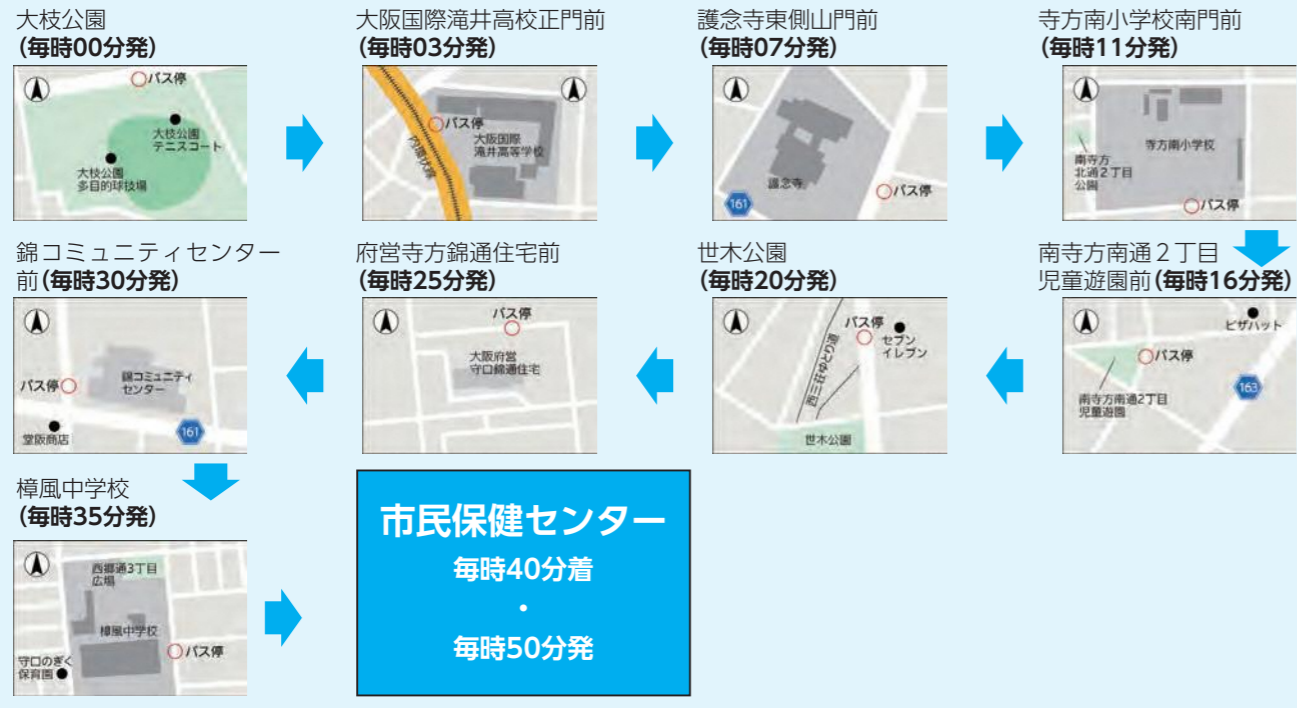 大枝公園
(毎時00分発)
バス停
大枝公園
テニスコート
大枝公園
多目的球技場
大阪国際滝井高校正門前
(毎時03分発)
バス停
大阪国際
滝井高等学校
内環状線
護念寺東側山門前
(毎時07分発)
護念寺
バス停
161
寺方南小学校南門前
(毎時11分発)
寺方南小学校
南寺方
北通2丁目
公園
バス停
南寺方南通2丁目
児童遊園前(毎時16分発)
ピザハット
バス停
163
南寺方南通2丁目
児童遊園
世木公園
(毎時20分発)
バス停
セブン
イレブン
西三荘ゆとり道
世木公園
府営寺方錦通住宅前
(毎時25分発)
バス停
大阪府営
守口錦通住宅
錦コミュニティセンター
前(毎時30分発)
バス停
錦コミュニティ
センター
堂阪商店
161
樟風中学校
(毎時35分発)
西郷通3丁目
広場
樟風中学校
バス停
守口のぎく
保育園
市民保健センター
毎時40分着
・
毎時50分発